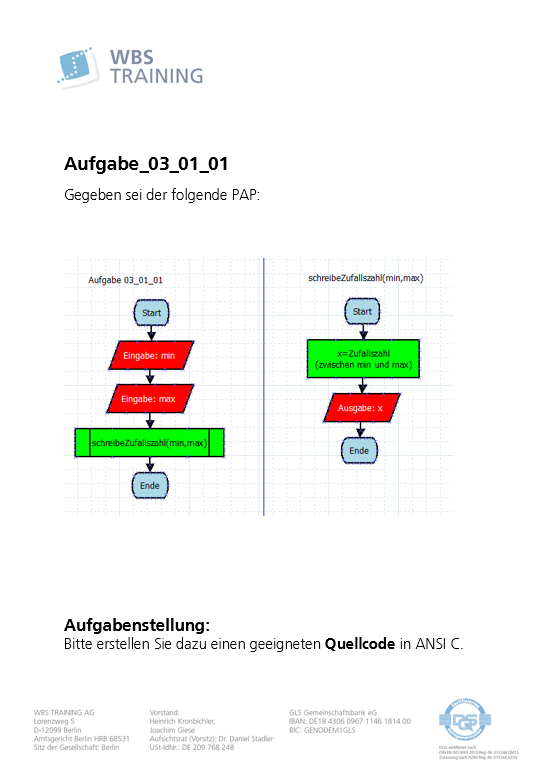 WBS
TRAINING
Aufgabe_03_01_01
Gegeben sei der folgende PAP:
Aufgabe 03_01_01
Start
Eingabe: min
Eingabe: max
schreibeZufallszahl(min,max)
Ende
schreibeZufallszahl(min,max)
Start
x=Zufallszahl
(zwischen min und max)
Ausgabe: x
Ende
Aufgabenstellung:
Bitte erstellen Sie dazu einen geeigneten Quellcode in ANSI C.
WBS TRAINING AG
Lorenzweg 5
D-12099 Berlin
Amtsgericht Berlin HRB 68531
Sitz der Gesellschaft: Berlin
Vorstand:
Heinrich Kronbichler,
Joachim Giese
Aufsichtsrat (Vorsitz): Dr. Daniel Stadler
USt-IdNr.: DE 209 768 248
GLS Gemeinschaftsbank eG
IBAN: DE18 4306 0967 1146 1814 00
BIC: GENODEM1GLS
DQS